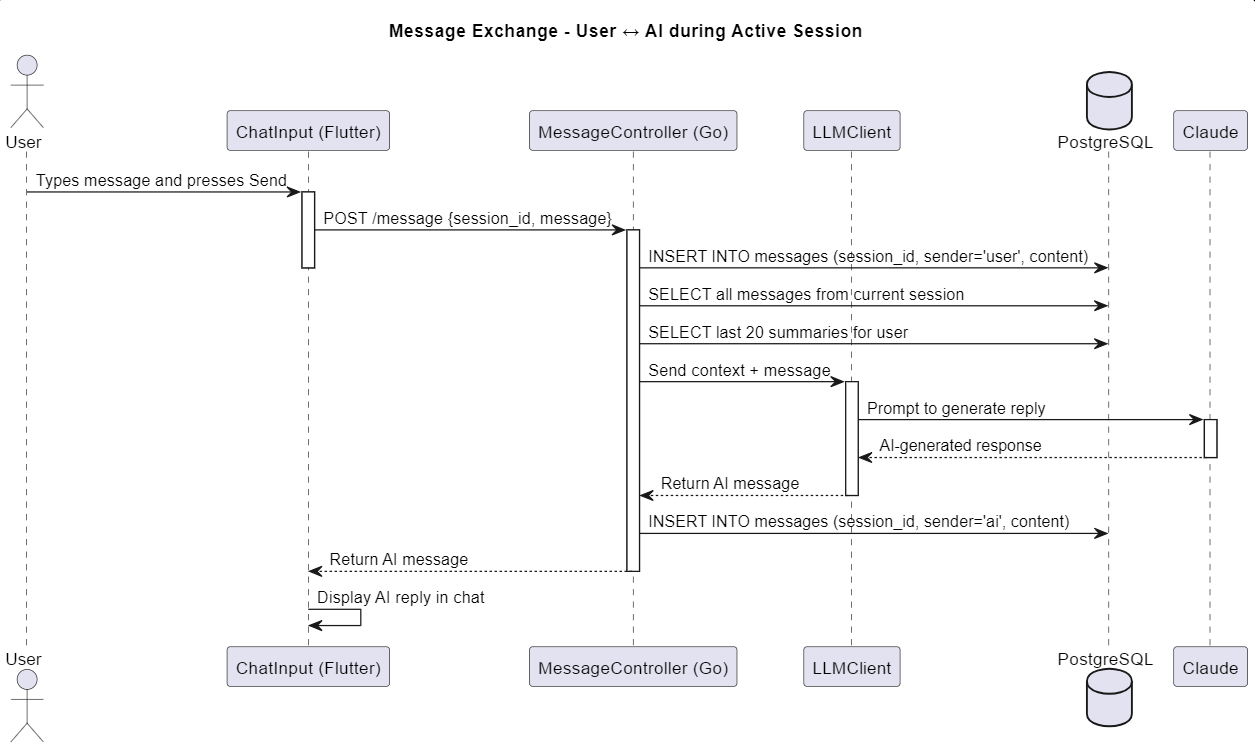 Message Exchange - User ↔ AI during Active Session
User
ChatInput (Flutter)
MessageController (Go)
LLMClient
PostgreSQL
Claude
Types message and presses Send
POST /message {session_id, message}
INSERT INTO messages (session_id, sender='user', content)
SELECT all messages from current session
SELECT last 20 summaries for user
Send context + message
Prompt to generate reply
AI-generated response
Return AI message
INSERT INTO messages (session_id, sender='ai', content)
Return AI message
Display AI reply in chat
User
ChatInput (Flutter)
MessageController (Go)
LLMClient
PostgreSQL
Claude